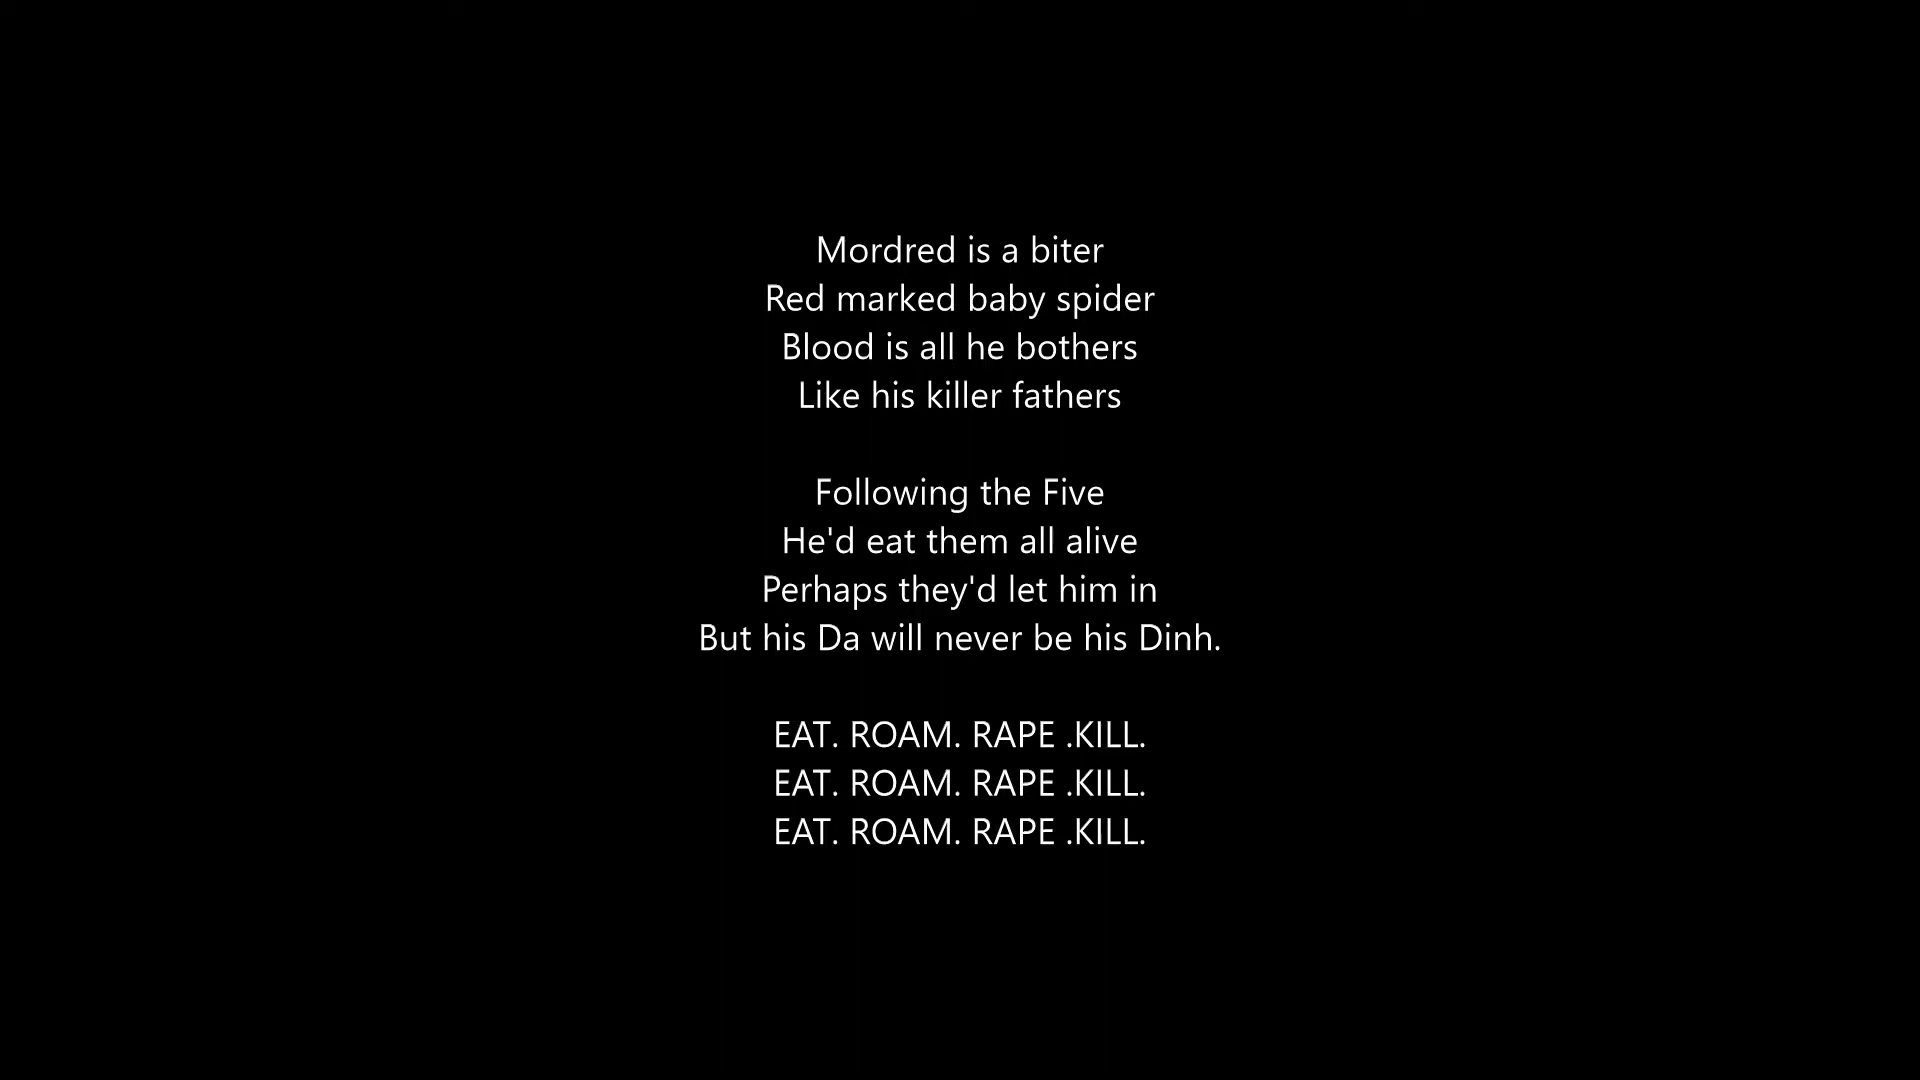 Mordred is a biter
Red marked baby spider
Blood is all he bothers
Like his killer fathers
Following the Five
He'd eat them all alive
Perhaps they'd let him in
But his Da will never be his Dinh.
EAT. ROAM. RAPE .KILL.
EAT. ROAM. RAPE .KILL.
EAT. ROAM. RAPE .KILL.